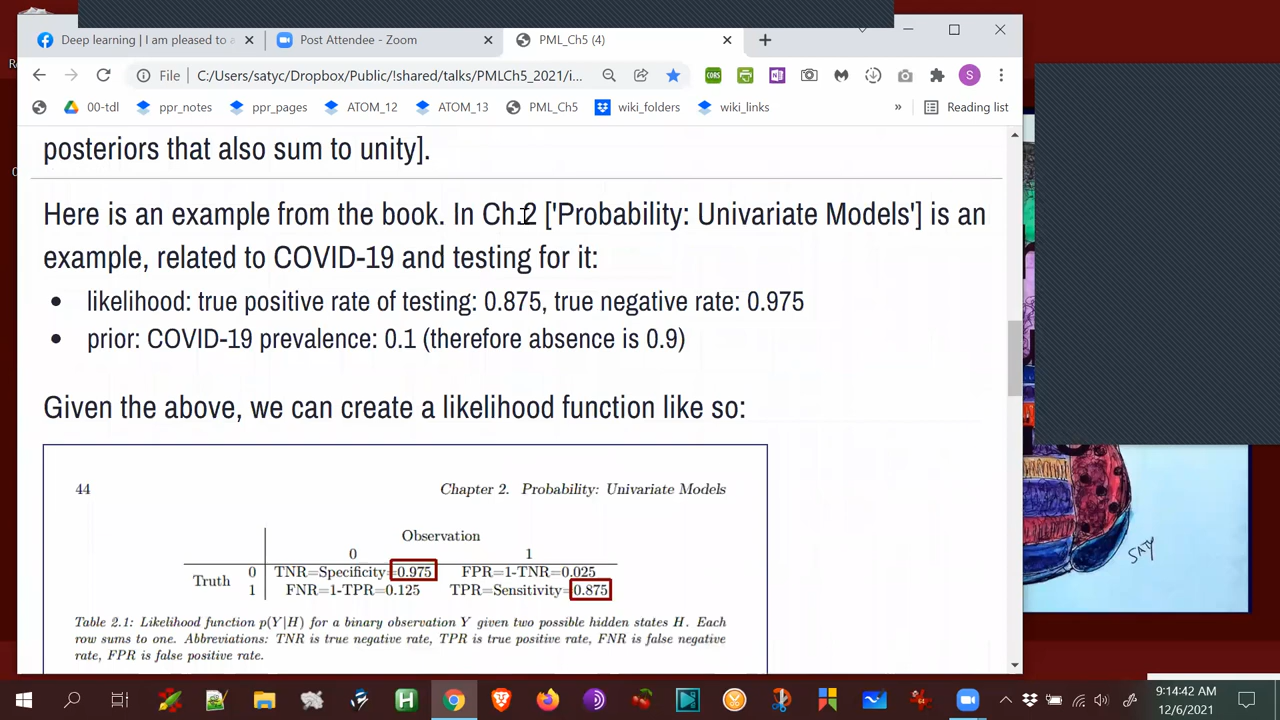 Deep learning | I am pleased to a
Post Attendee - Zoom
PML_Ch5 (4)
File
C:/Users/satyc/Dropbox/Public/!shared/talks/PMLCh5_2021/i...
CORS
S
00-tdl
ppr_notes
ppr_pages
ATOM_12
ATOM_13
PML_Ch5
wiki_folders
wiki_links
»
Reading list
posteriors that also sum to unity].
Here is an example from the book. In Ch.2 ['Probability: Univariate Models'] is an
example, related to COVID-19 and testing for it:
• likelihood: true positive rate of testing: 0.875, true negative rate: 0.975
• prior: COVID-19 prevalence: 0.1 (therefore absence is 0.9)
Given the above, we can create a likelihood function like so:
44 Chapter 2. Probability: Univariate Models
Observation
0 1
Truth 0 TNR=Specificity=0.975 FPR=1-TNR=0.025
1 FNR=1-TPR=0.125 TPR=Sensitivity=0.875
Table 2.1: Likelihood function p(Y|H) for a binary observation Y given two possible hidden states H. Each
row sums to one. Abbreviations: TNR is true negative rate, TPR is true positive rate, FNR is false negative
rate, FPR is false positive rate.
SATY
9:14:42 AM
12/6/2021